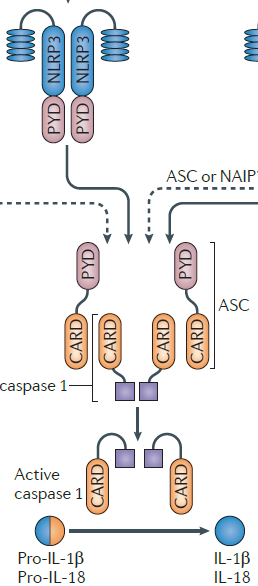 NLRP3
NLRP3
PYD
PYD
ASC or NAIP
PYD
PYD
ASC
CARD
CARD
CARD
CARD
caspase 1
Active
caspase 1
CARD
CARD
Pro-IL-1β
Pro-IL-18
IL-1β
IL-18